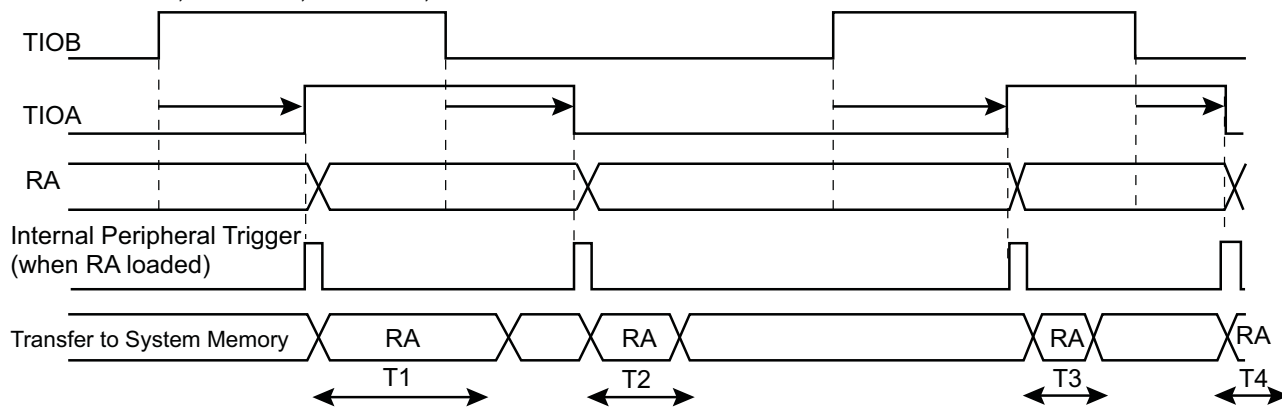 TIOB
TIOA
RA
Internal Peripheral Trigger
(when RA loaded)
Transfer to System Memory RA RA RA RA
T1 T2 T3 T4